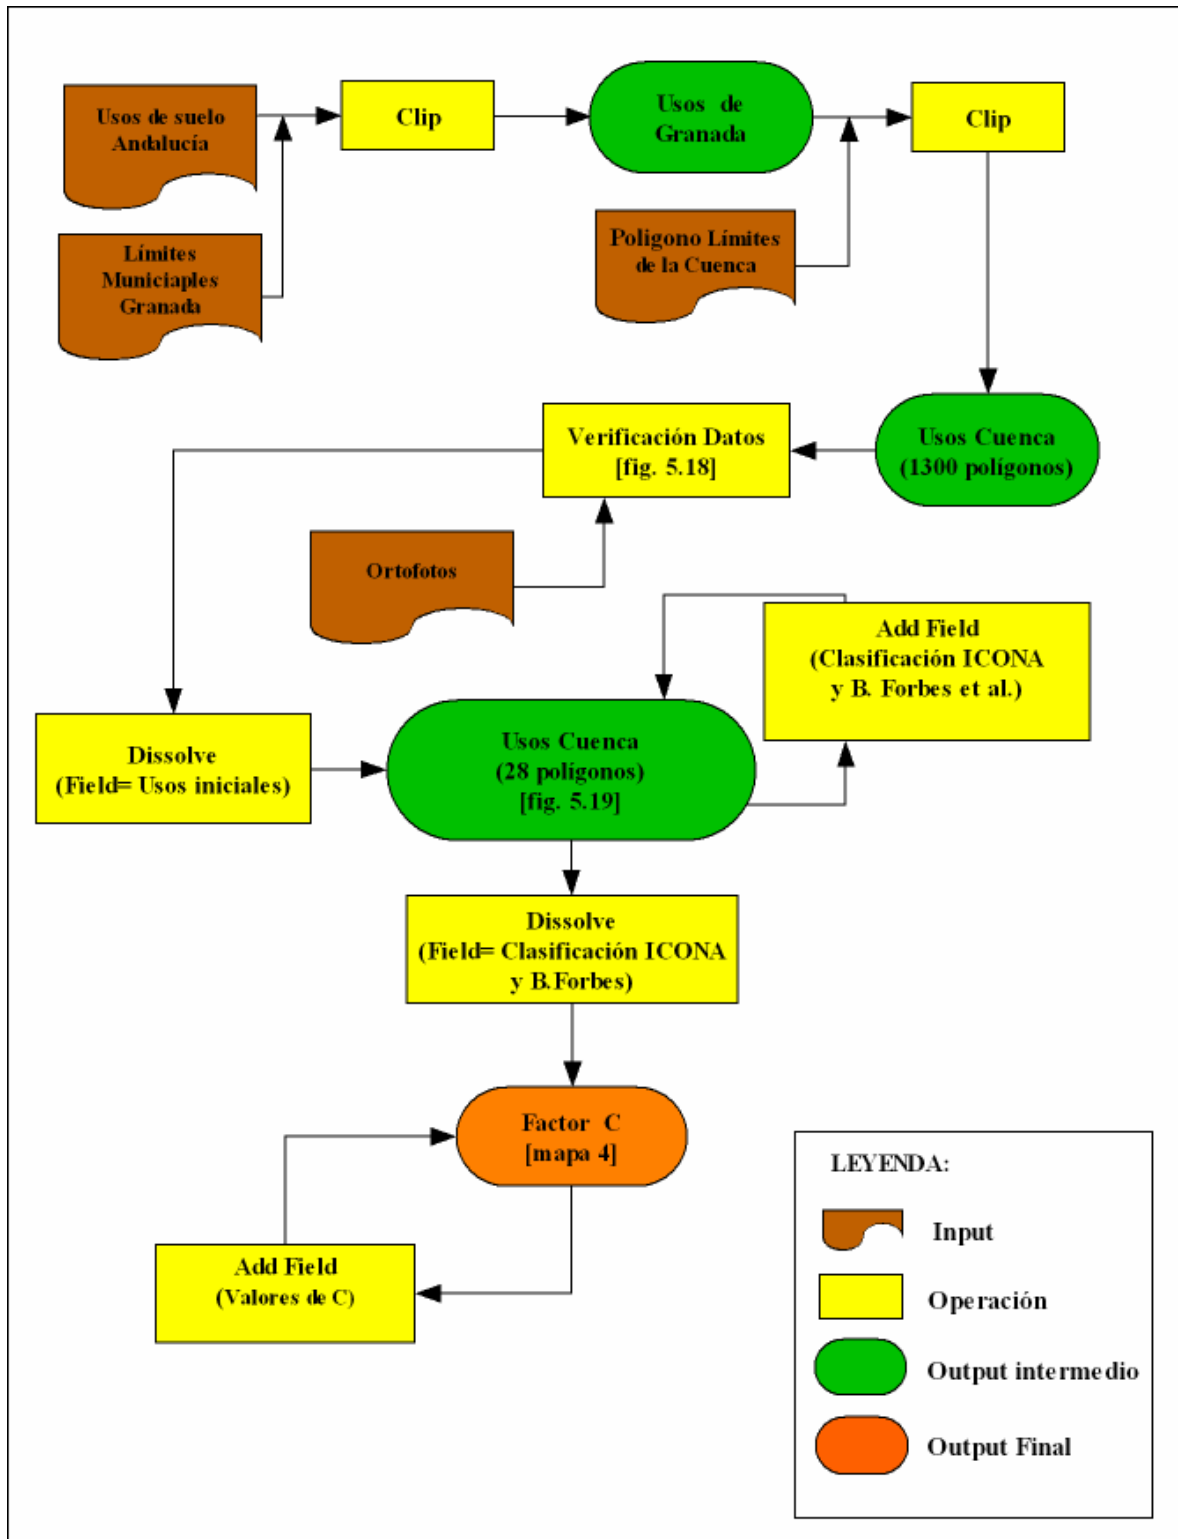 Usos de suelo
Andalucía
Clip
Usos de
Granada
Clip
Límites
Municiaples
Granada
Poligono Límites
de la Cuenca
Verificación Datos
[fig. 5.18]
Usos Cuenca
(1300 polígonos)
Ortofotos
Add Field
(Clasificación ICONA
y B. Forbes et al.)
Dissolve
(Field= Usos iniciales)
Usos Cuenca
(28 polígonos)
[fig. 5.19]
Dissolve
(Field= Clasificación ICONA
y B.Forbes)
Factor C
[mapa 4]
Add Field
(Valores de C)
LEYENDA:
Input
Operación
Output intermedio
Output Final